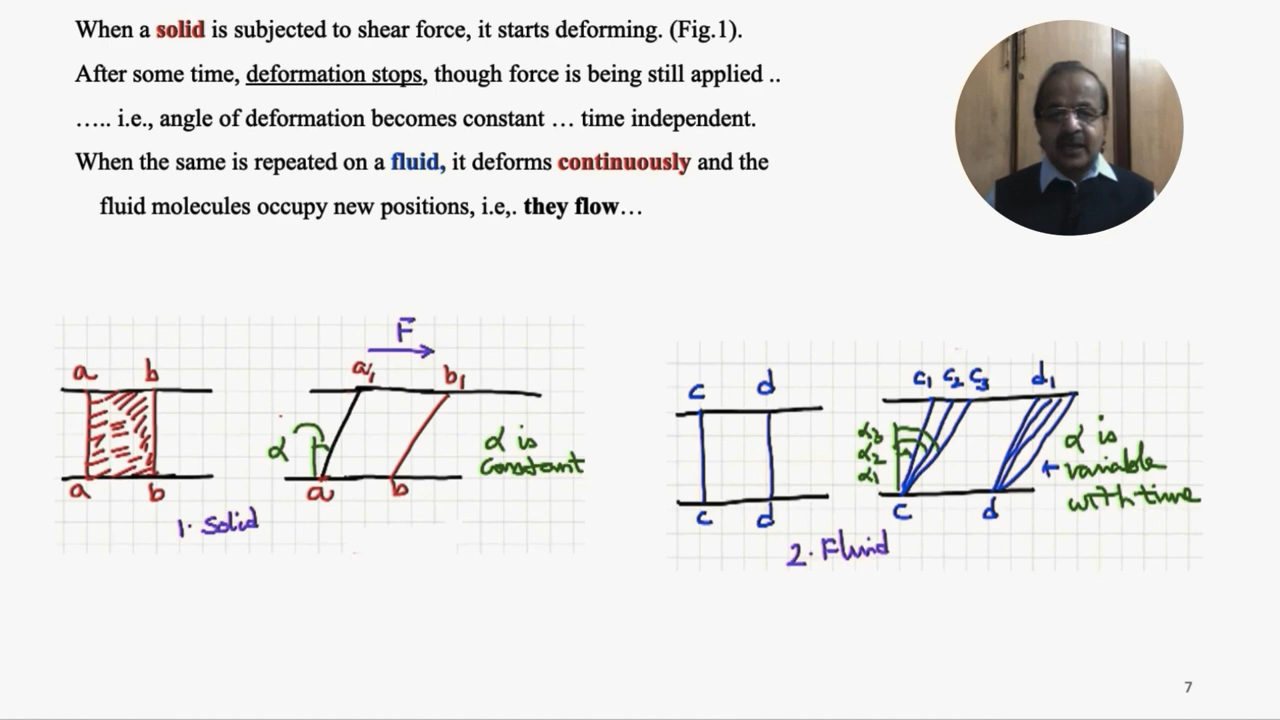 When a solid is subjected to shear force, it starts deforming. (Fig.1).
After some time, deformation stops, though force is being still applied ..
….. i.e., angle of deformation becomes constant … time independent.
When the same is repeated on a fluid, it deforms continuously and the
fluid molecules occupy new positions, i.e,. they flow…
a b
a b
1. Solid
F
a₁ b₁
α
a b
α is
constant
c d
c d
2. Fluid
c₁ c₂ c₃ d₁
α₃
α₂
α₁
c d
α is
variable
with time
7